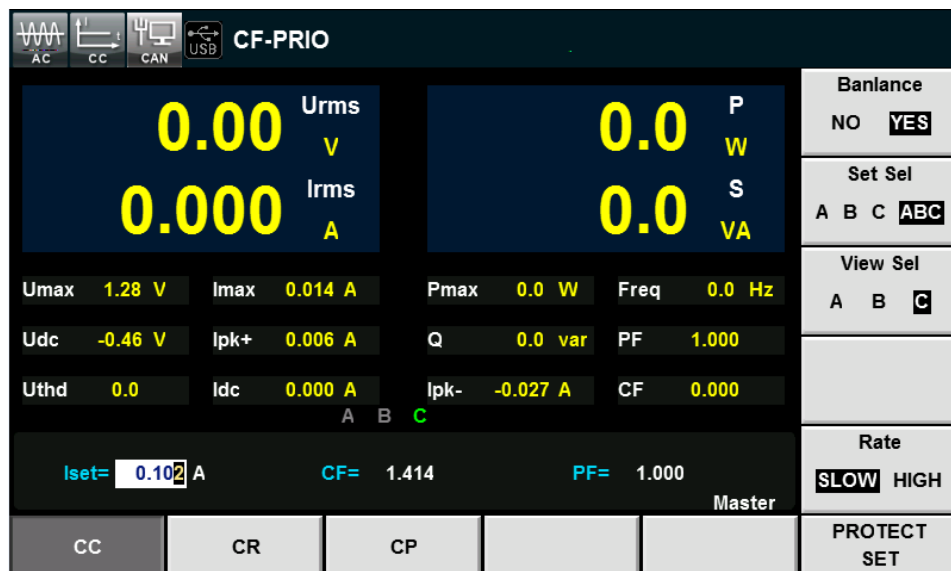 AC CC CAN USB CF-PRIO
0.00 Urms V
0.0 P W
0.000 Irms A
0.0 S VA
Umax 1.28 V Imax 0.014 A Pmax 0.0 W Freq 0.0 Hz
Udc -0.46 V Ipk+ 0.006 A Q 0.0 var PF 1.000
Uthd 0.0 Idc 0.000 A Ipk- -0.027 A CF 0.000
A B C
Iset= 0.102 A CF= 1.414 PF= 1.000
Master
CC CR CP
Banlance
NO YES
Set Sel
A B C ABC
View Sel
A B C
Rate
SLOW HIGH
PROTECT
SET